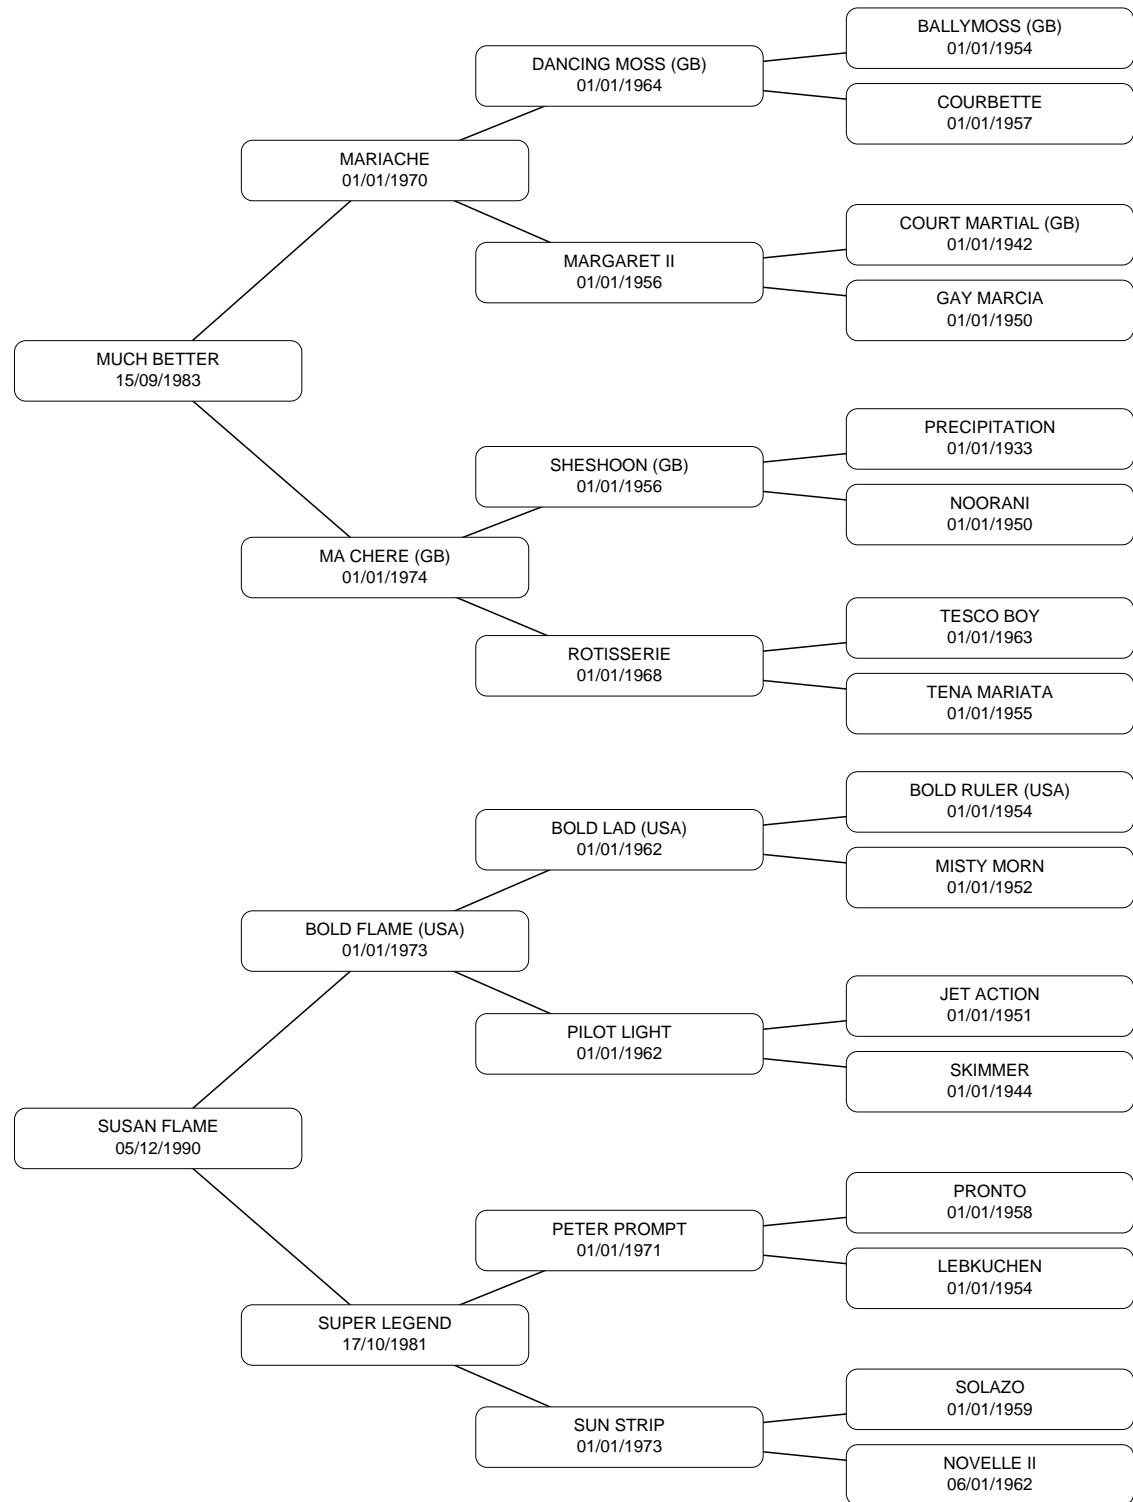 BALLYMOSS (GB)
01/01/1954
DANCING MOSS (GB)
01/01/1964
COURBETTE
01/01/1957
MARIACHE
01/01/1970
COURT MARTIAL (GB)
01/01/1942
MARGARET II
01/01/1956
GAY MARCIA
01/01/1950
MUCH BETTER
15/09/1983
PRECIPITATION
01/01/1933
SHESHOON (GB)
01/01/1956
NOORANI
01/01/1950
MA CHERE (GB)
01/01/1974
TESCO BOY
01/01/1963
ROTISSERIE
01/01/1968
TENA MARIATA
01/01/1955
BOLD RULER (USA)
01/01/1954
BOLD LAD (USA)
01/01/1962
MISTY MORN
01/01/1952
BOLD FLAME (USA)
01/01/1973
JET ACTION
01/01/1951
PILOT LIGHT
01/01/1962
SKIMMER
01/01/1944
SUSAN FLAME
05/12/1990
PRONTO
01/01/1958
PETER PROMPT
01/01/1971
LEBKUCHEN
01/01/1954
SUPER LEGEND
17/10/1981
SOLAZO
01/01/1959
SUN STRIP
01/01/1973
NOVELLE II
06/01/1962